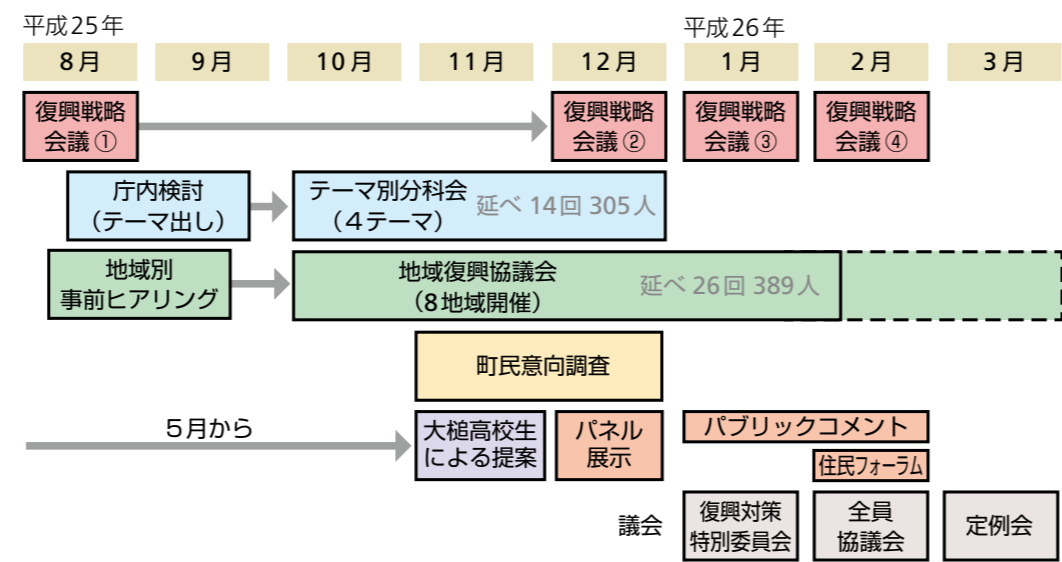 平成25年
平成26年
8月
9月
10月
11月
12月
1月
2月
3月
復興戦略
会議①
復興戦略
会議②
復興戦略
会議③
復興戦略
会議④
庁内検討
（テーマ出し）
テーマ別分科会
（4テーマ）
延べ 14回 305人
地域別
事前ヒアリング
地域復興協議会
（8地域開催）
延べ 26回 389人
町民意向調査
5月から
大槌高校生
による提案
パネル
展示
パブリックコメント
住民フォーラム
議会
復興対策
特別委員会
全員
協議会
定例会